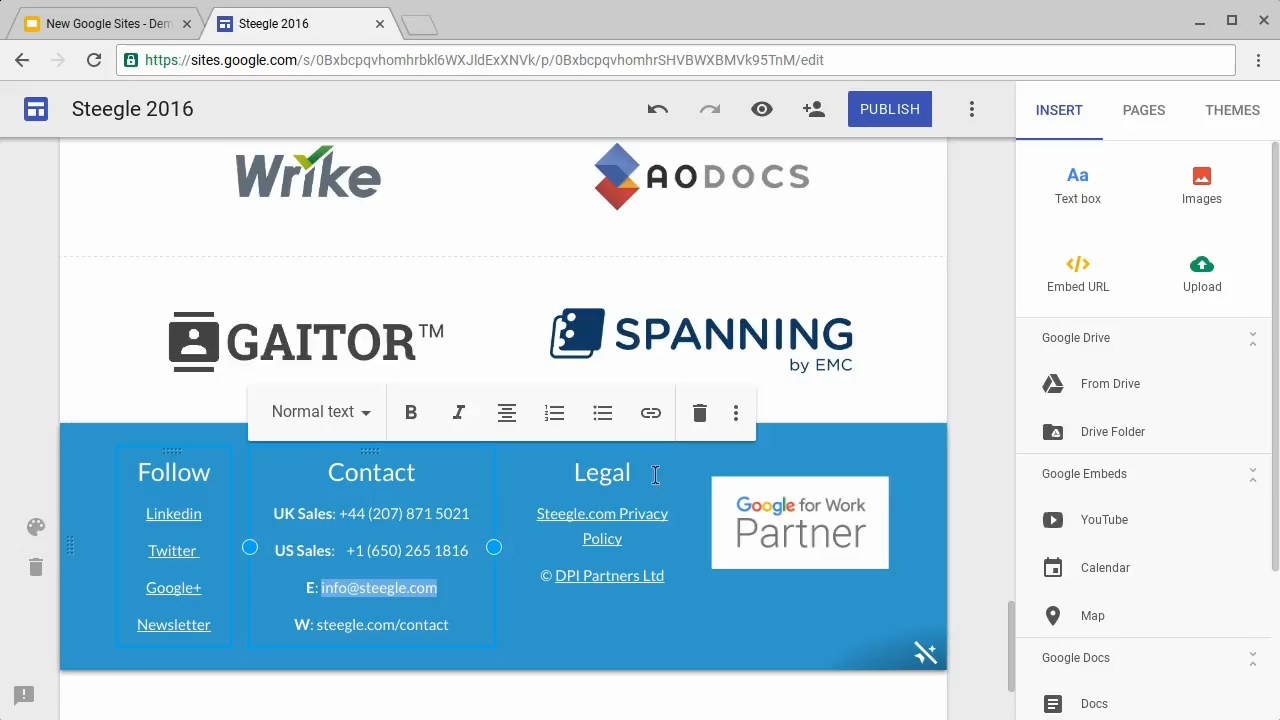 New Google Sites - Dem
Steegle 2016
https://sites.google.com/s/0Bxbcpqvhomhrbkl6WXJldExXNVk/p/0BxbcpqvhomhrSHVBWXBMVk95TnM/edit
Steegle 2016
PUBLISH
INSERT
PAGES
THEMES
Wrike
AODOCS
GAITOR™
SPANNING
by EMC
Normal text
B
I
Follow
Linkedin
Twitter
Google+
Newsletter
Contact
UK Sales: +44 (207) 871 5021
US Sales: +1 (650) 265 1816
E: info@steegle.com
W: steegle.com/contact
Legal
Steegle.com Privacy
Policy
© DPI Partners Ltd
Google for Work
Partner
Aa
Text box
Images
Embed URL
Upload
Google Drive
From Drive
Drive Folder
Google Embeds
YouTube
Calendar
Map
Google Docs
Docs